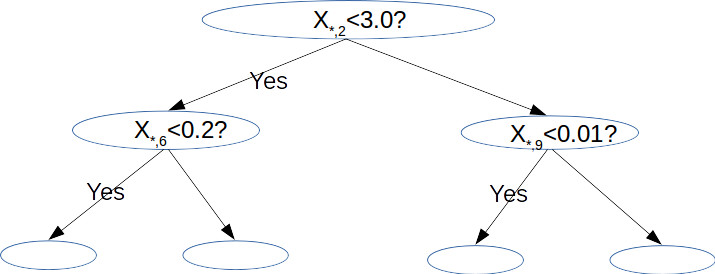 X*,2<3.0?
Yes
X*,6<0.2?
X*,9<0.01?
Yes
Yes